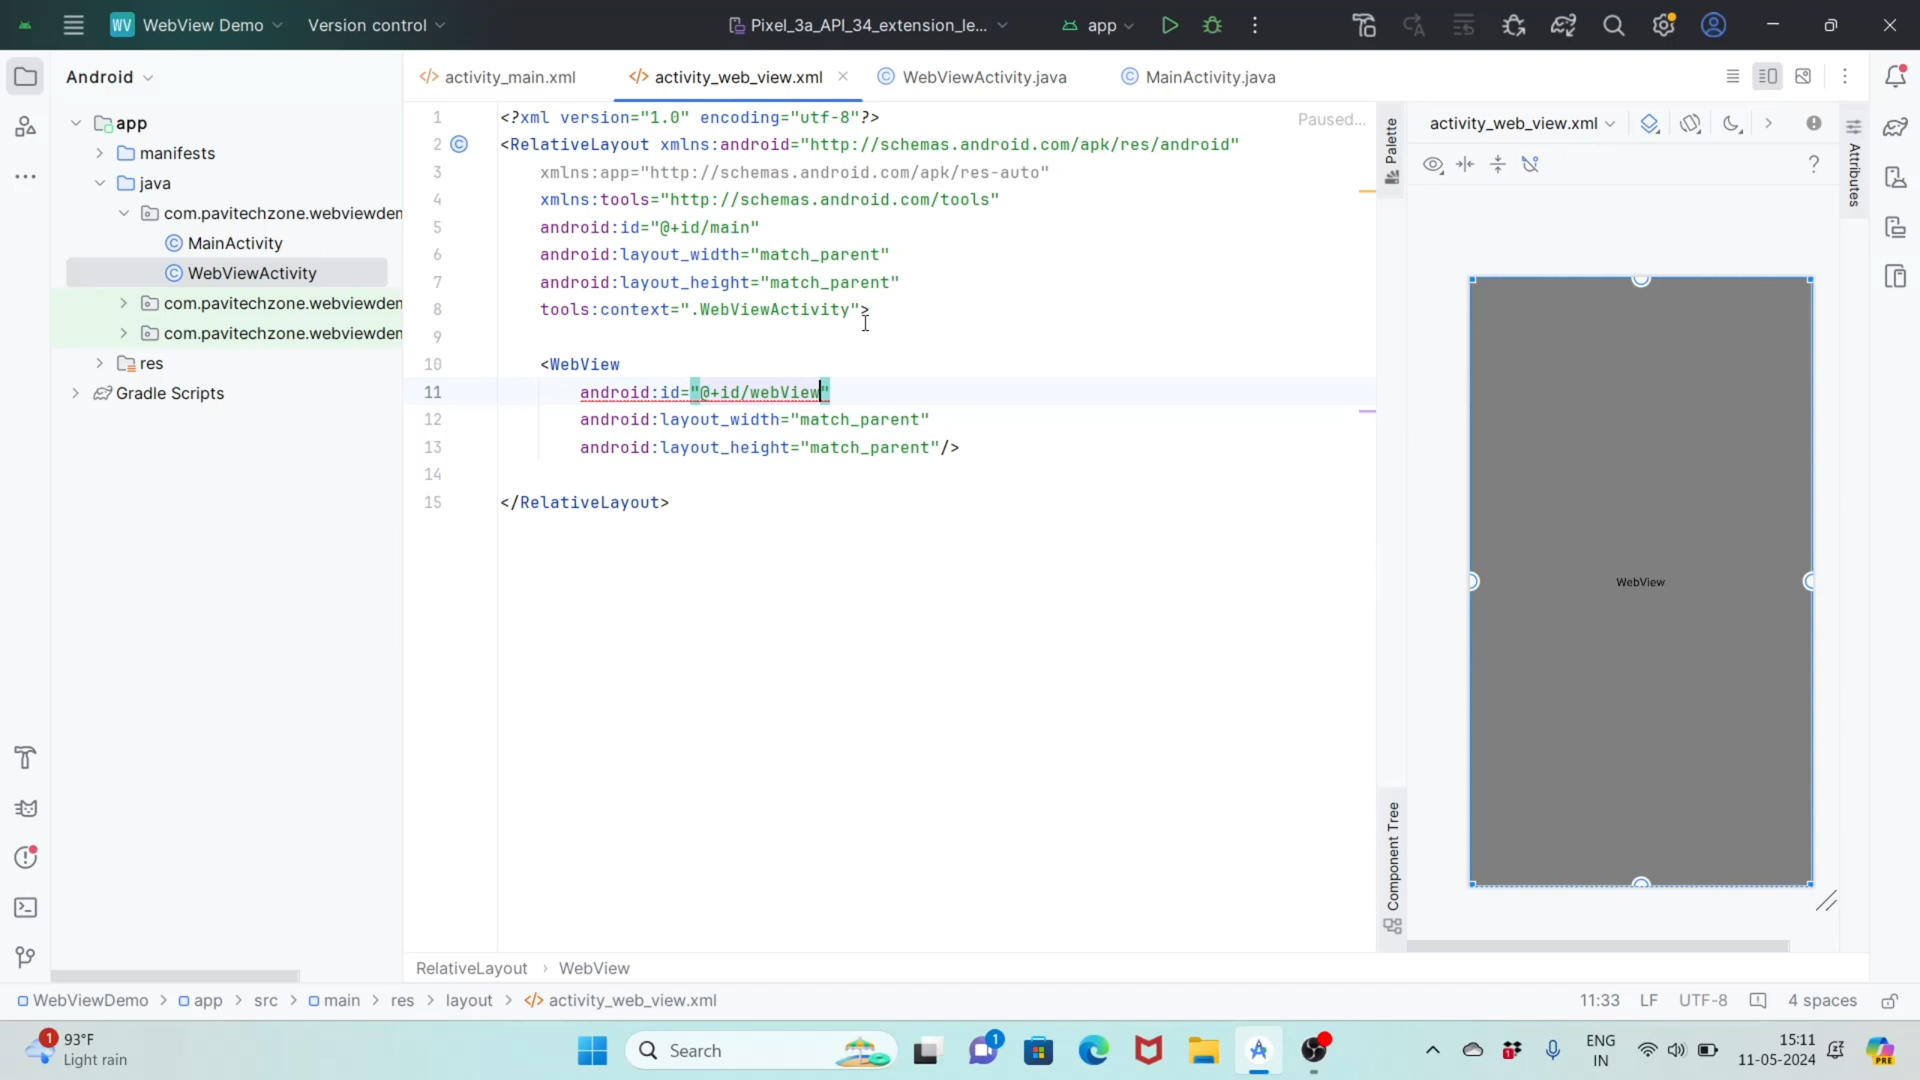 WV WebView Demo Version control Pixel_3a_API_34_extension_le... app
Android
app
manifests
java
com.pavitechzone.webviewden
MainActivity
WebViewActivity
com.pavitechzone.webviewden
com.pavitechzone.webviewden
res
Gradle Scripts
activity_main.xml activity_web_view.xml WebViewActivity.java MainActivity.java
1 <?xml version="1.0" encoding="utf-8"?>
2 <RelativeLayout xmlns:android="http://schemas.android.com/apk/res/android"
3 xmlns:app="http://schemas.android.com/apk/res-auto"
4 xmlns:tools="http://schemas.android.com/tools"
5 android:id="@+id/main"
6 android:layout_width="match_parent"
7 android:layout_height="match_parent"
8 tools:context=".WebViewActivity">
9
10 <WebView
11 android:id="@+id/webView"
12 android:layout_width="match_parent"
13 android:layout_height="match_parent"/>
14
15 </RelativeLayout>
Paused...
Palette
Component Tree
activity_web_view.xml
?
WebView
Attributes
RelativeLayout > WebView
WebViewDemo > app > src > main > res > layout > activity_web_view.xml
11:33 LF UTF-8 4 spaces
1
93°F
Light rain
Search
1
1
ENG
IN
15:11
11-05-2024
PRE